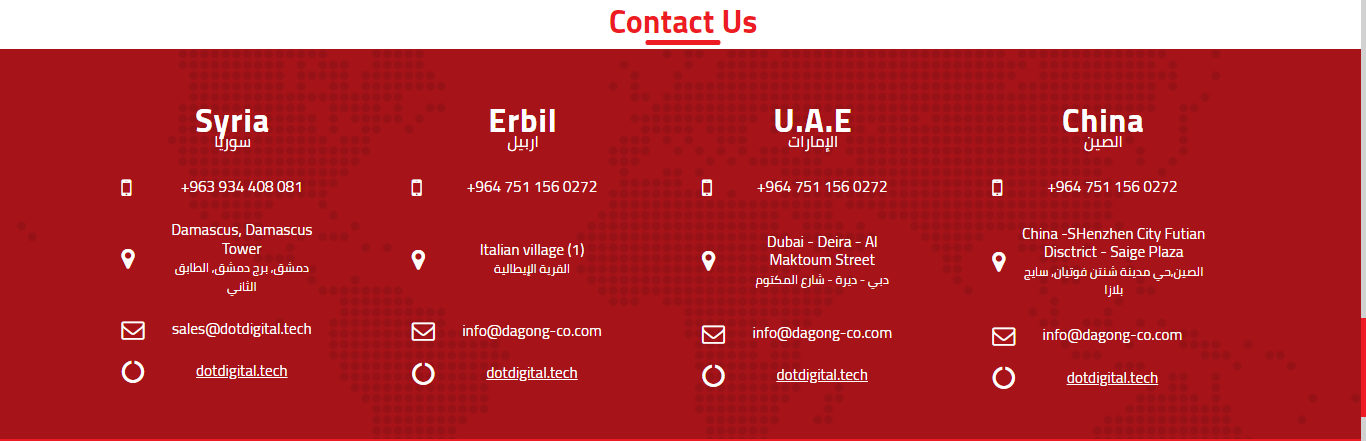 Contact Us
Syria
سوريا
+963 934 408 081
Damascus, Damascus
Tower
دمشق, برج دمشق, الطابق
الثاني
sales@dotdigital.tech
dotdigital.tech
Erbil
اربيل
+964 751 156 0272
Italian village (1)
القرية الإيطالية
info@dagong-co.com
dotdigital.tech
U.A.E
الإمارات
+964 751 156 0272
Dubai - Deira - Al
Maktoum Street
دبي - ديرة - شارع المكتوم
info@dagong-co.com
dotdigital.tech
China
الصين
+964 751 156 0272
China -SHenzhen City Futian
Disctrict - Saige Plaza
الصين,حي مدينة شنتن فوتيان, سايج
بلازا
info@dagong-co.com
dotdigital.tech